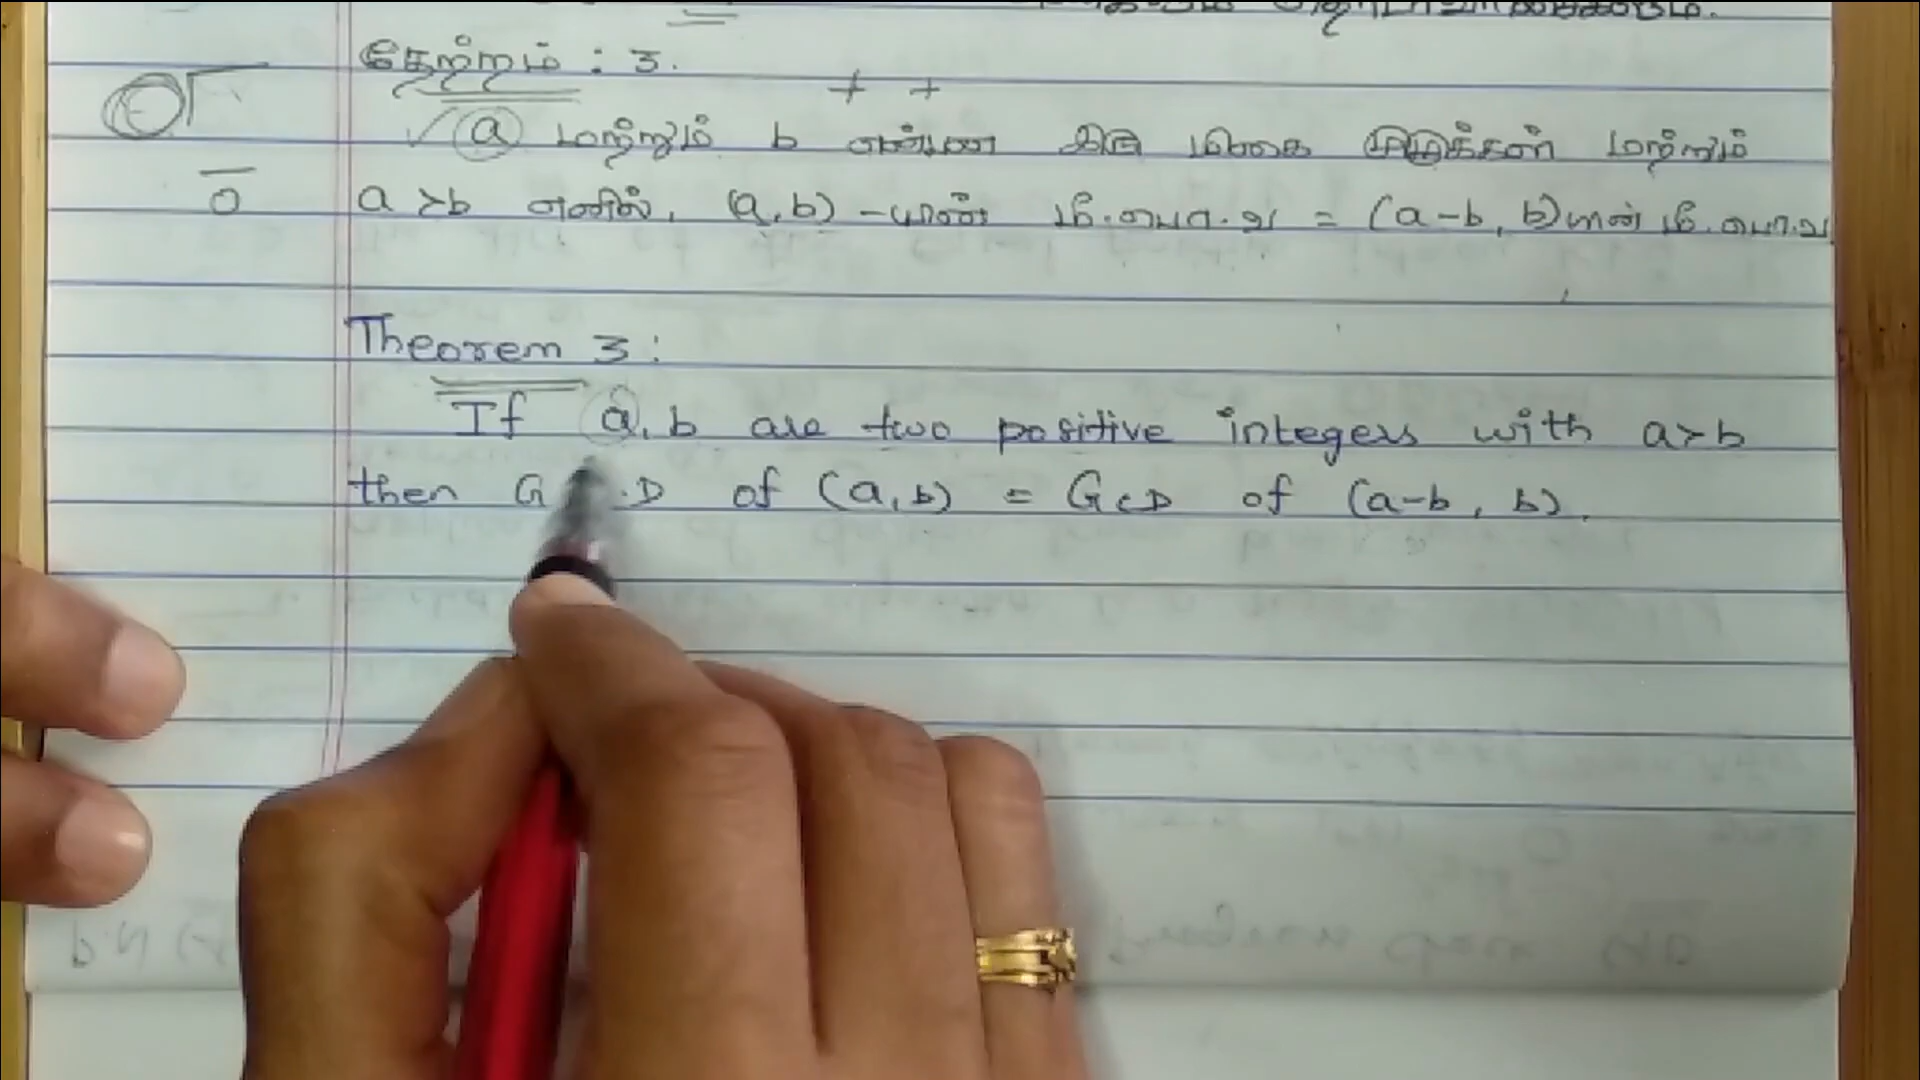 தேற்றம் : 3.
+ +
a மற்றும் b என்பன இரு மிகை முழுக்கள் மற்றும்
a > b எனில், (a, b) -யின் மீ.பொ.வ = (a-b, b)யின் மீ.பொ.வ
Theorem 3:
If a, b are two positive integers with a>b
then G .D of (a, b) = GCD of (a-b, b).